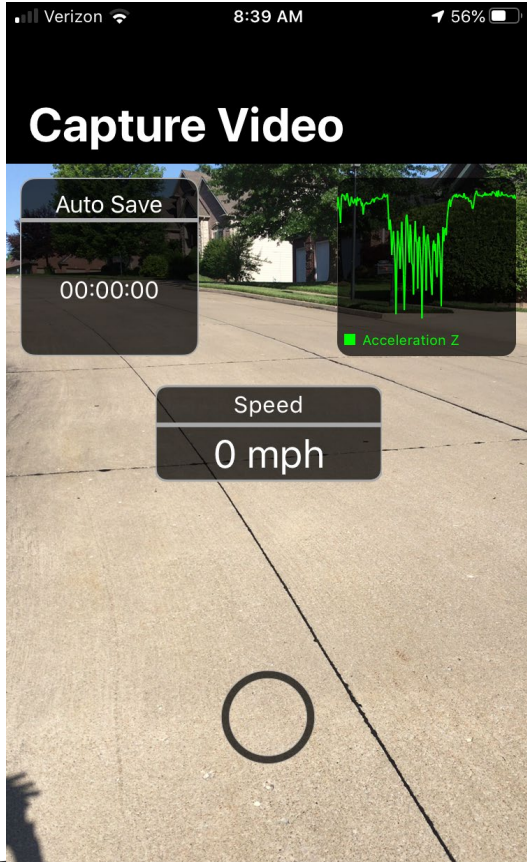 Verizon 8:39 AM 56%
Capture Video
Auto Save
00:00:00
Acceleration Z
Speed
0 mph